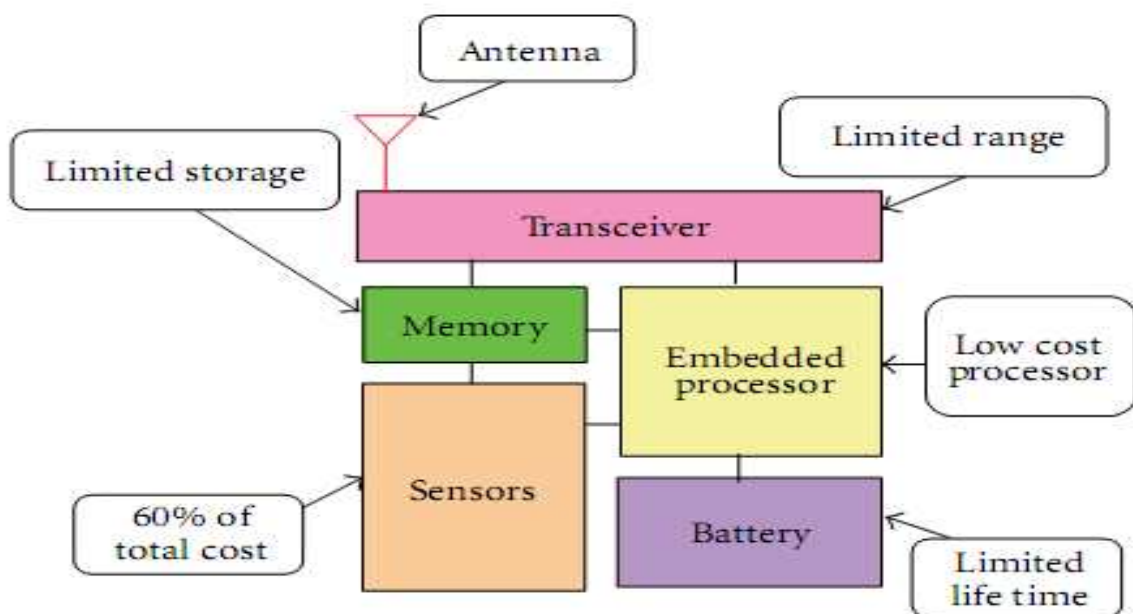 Antenna
Limited range
Limited storage
Transceiver
Memory
Embedded
processor
Low cost
processor
Sensors
60% of
total cost
Battery
Limited
life time